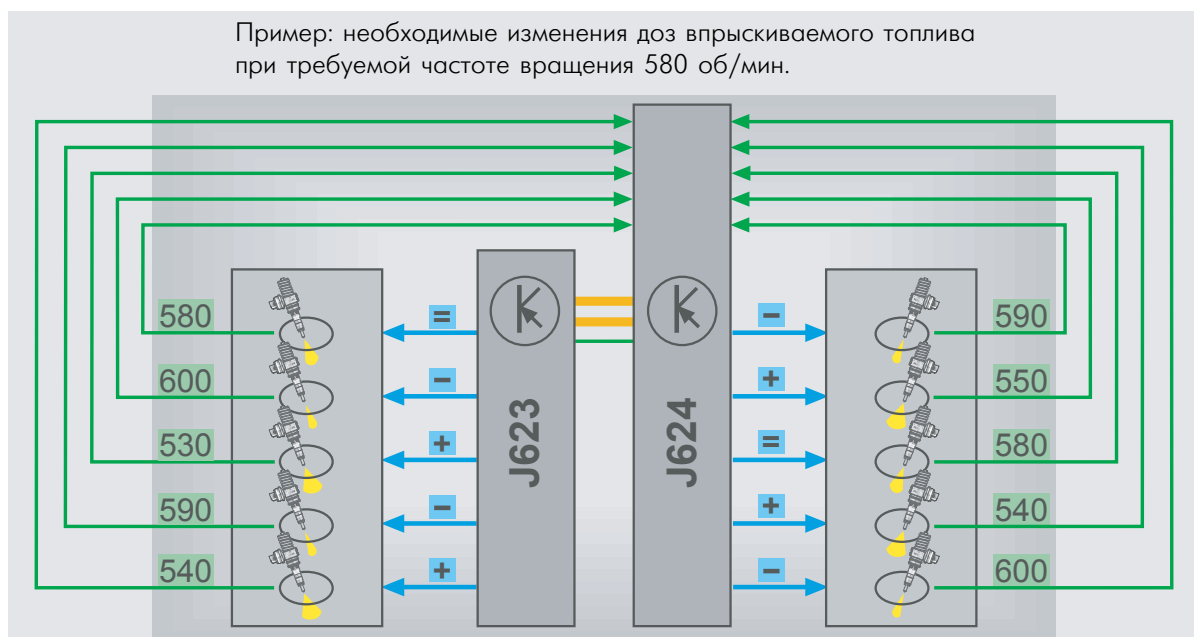 Пример: необходимые изменения доз впрыскиваемого топлива
при требуемой частоте вращения 580 об/мин.
580 = − 590
600 − + 550
530 + = 580
590 − + 540
540 + − 600
J623
J624